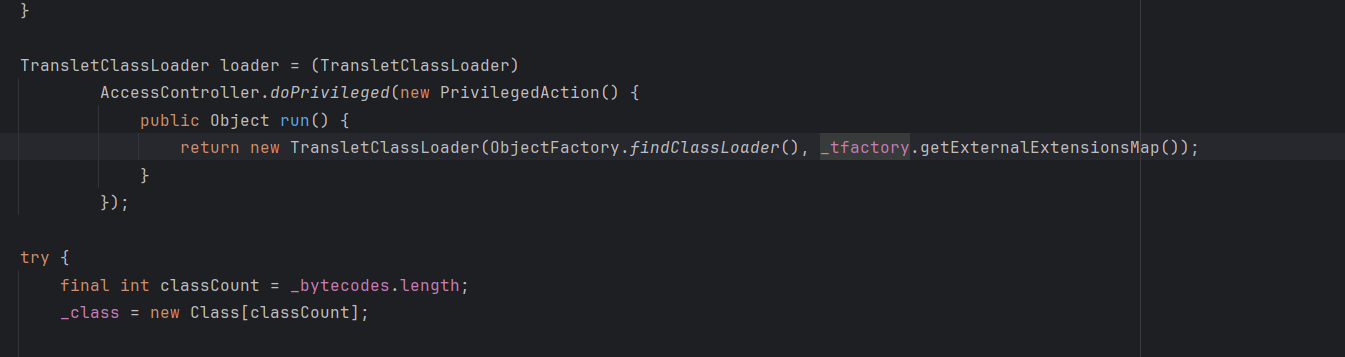 }
TransletClassLoader loader = (TransletClassLoader)
AccessController.doPrivileged(new PrivilegedAction() {
public Object run() {
return new TransletClassLoader(ObjectFactory.findClassLoader(), _tfactory.getExternalExtensionsMap());
}
});
try {
final int classCount = _bytecodes.length;
_class = new Class[classCount];